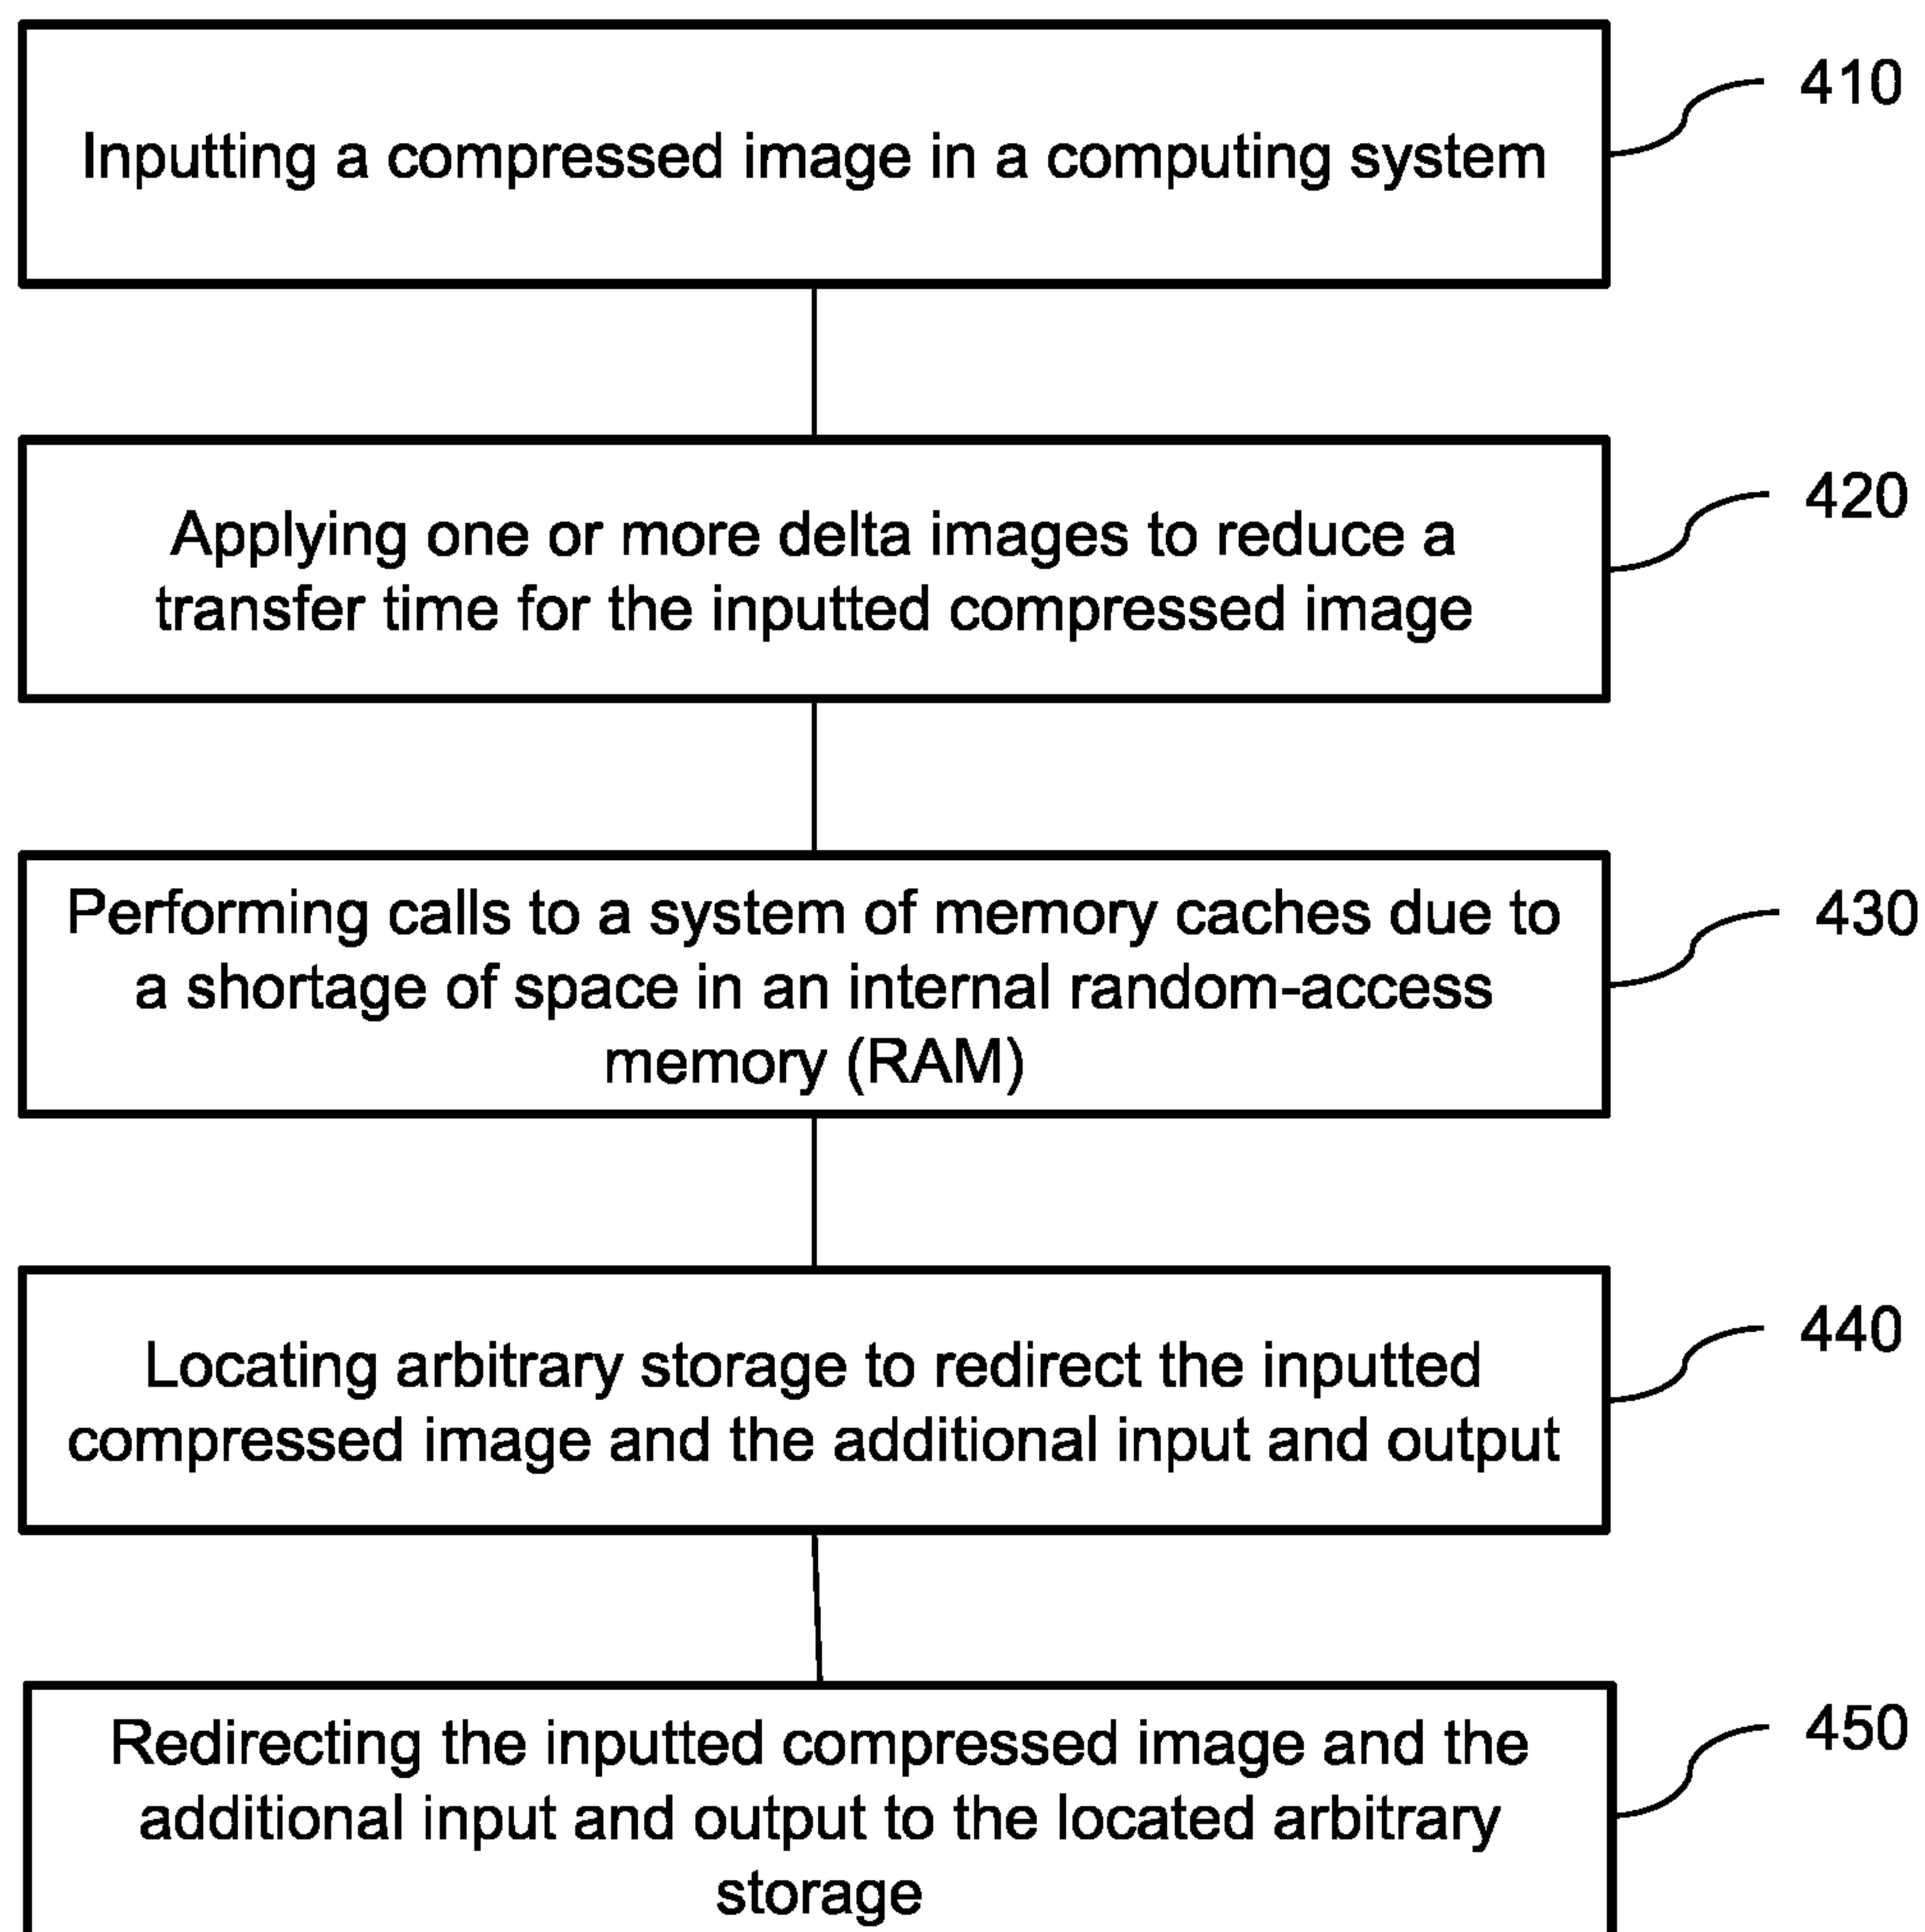 Inputting a compressed image in a computing system
410
Applying one or more delta images to reduce a
transfer time for the inputted compressed image
420
Performing calls to a system of memory caches due to
a shortage of space in an internal random-access
memory (RAM)
430
Locating arbitrary storage to redirect the inputted
compressed image and the additional input and output
440
Redirecting the inputted compressed image and the
additional input and output to the located arbitrary
storage
450